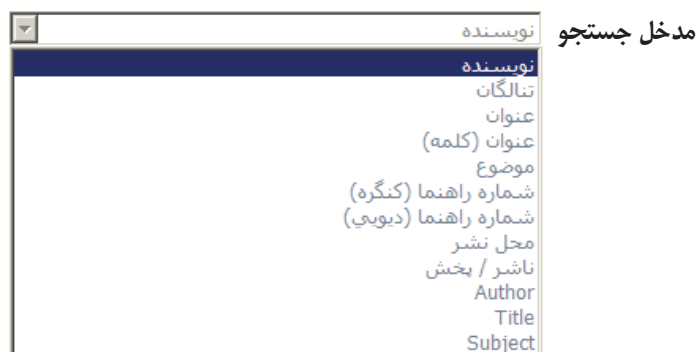 مدخل جستجو
نویسنده
نویسنده
تنالگان
عنوان
عنوان (کلمه)
موضوع
شماره راهنما (کنگره)
شماره راهنما (دیویي)
محل نشر
ناشر / پخش
Author
Title
Subject